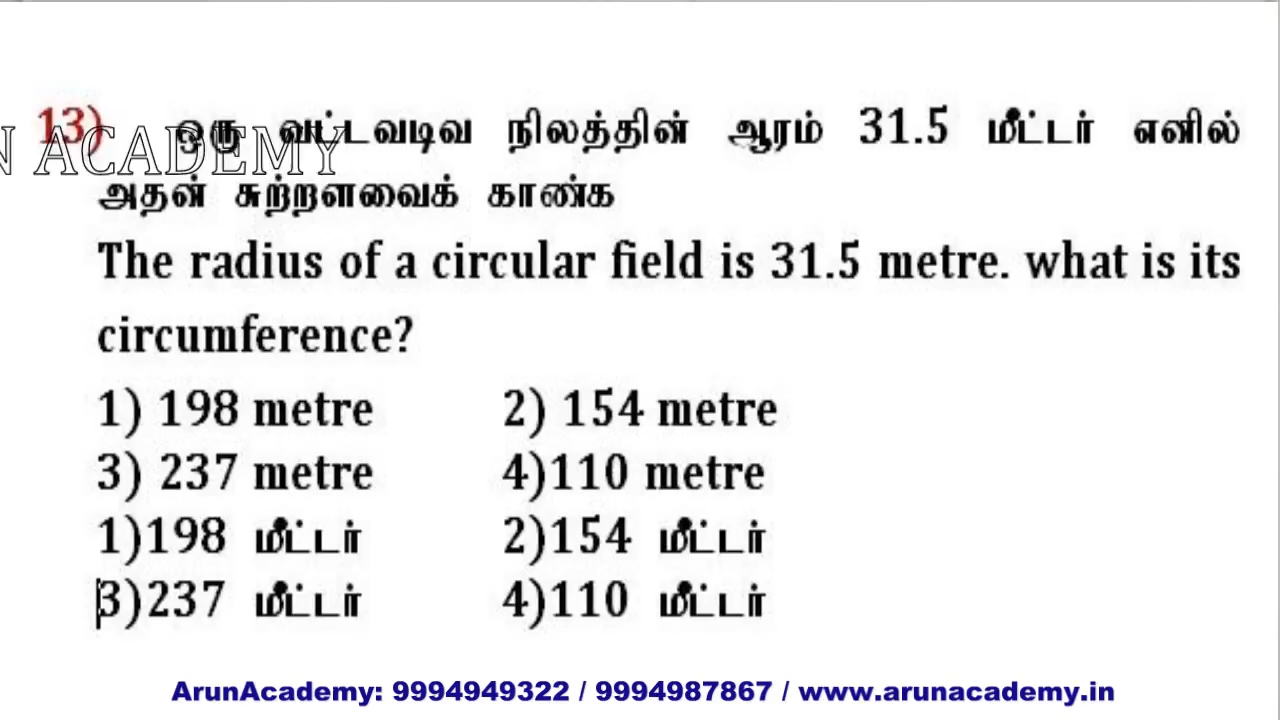 13) ஒரு வட்டவடிவ நிலத்தின் ஆரம் 31.5 மீட்டர் எனில்
N ACADEMY
அதன் சுற்றளவைக் காண்க
The radius of a circular field is 31.5 metre. what is its
circumference?
1) 198 metre 2) 154 metre
3) 237 metre 4)110 metre
1)198 மீட்டர் 2)154 மீட்டர்
3)237 மீட்டர் 4)110 மீட்டர்
ArunAcademy: 9994949322 / 9994987867 / www.arunacademy.in